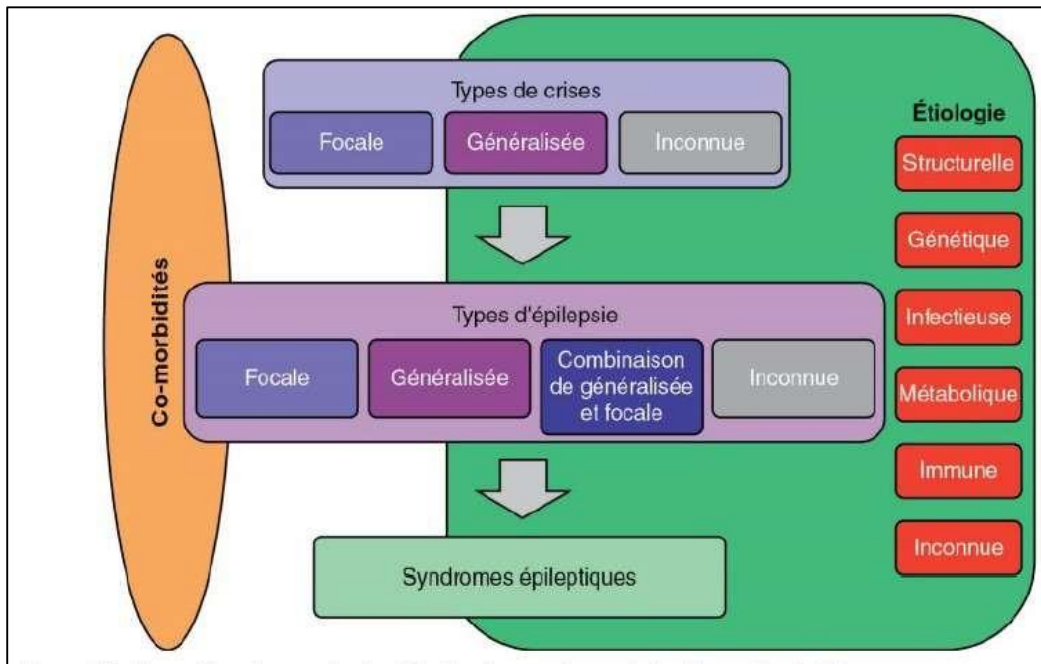 Types de crises
Focale
Généralisée
Inconnue
Étiologie
Structurelle
Génétique
Infectieuse
Métabolique
Immune
Inconnue
Co-morbidités
Types d'épilepsie
Focale
Généralisée
Combinaison
de généralisée
et focale
Inconnue
Syndromes épileptiques